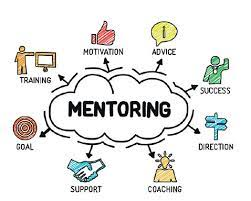 MOTIVATION
ADVICE
TRAINING
SUCCESS
MENTORING
GOAL
DIRECTION
SUPPORT
COACHING